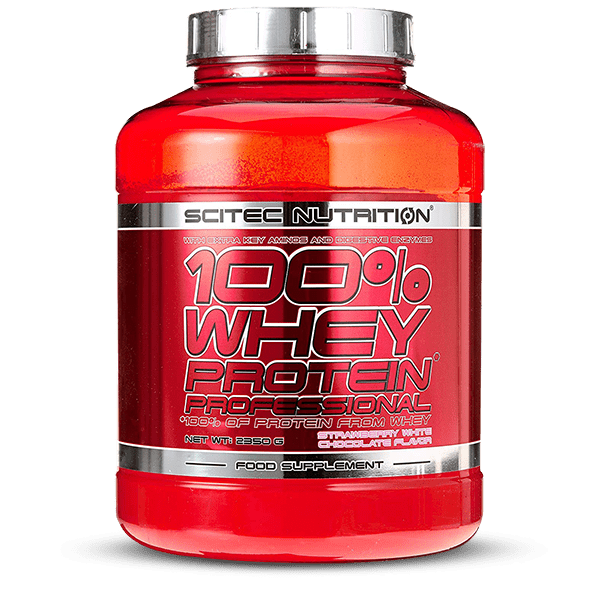 SCITEC NUTRITION®
WITH EXTRA KEY AMINOS AND DIGESTIVE ENZYMES
100%
WHEY
PROTEIN
PROFESSIONAL
*100% OF PROTEIN FROM WHEY
NET WT: 2350 G
STRAWBERRY WHITE
CHOCOLATE FLAVOR
FOOD SUPPLEMENT